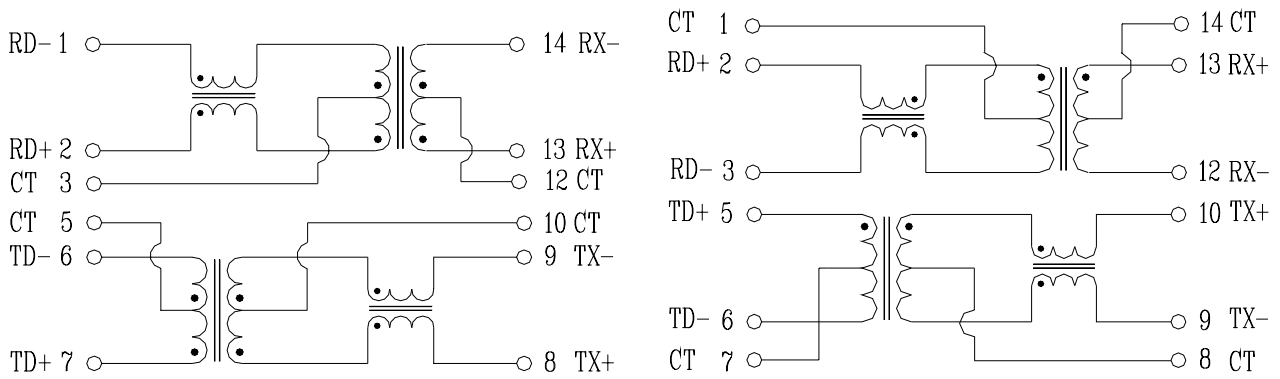 RD- 1
14 RX-
RD+ 2
13 RX+
CT 3
12 CT
CT 5
10 CT
TD- 6
9 TX-
TD+ 7
8 TX+
CT 1
14 CT
RD+ 2
13 RX+
RD- 3
12 RX-
TD+ 5
10 TX+
TD- 6
9 TX-
CT 7
8 CT